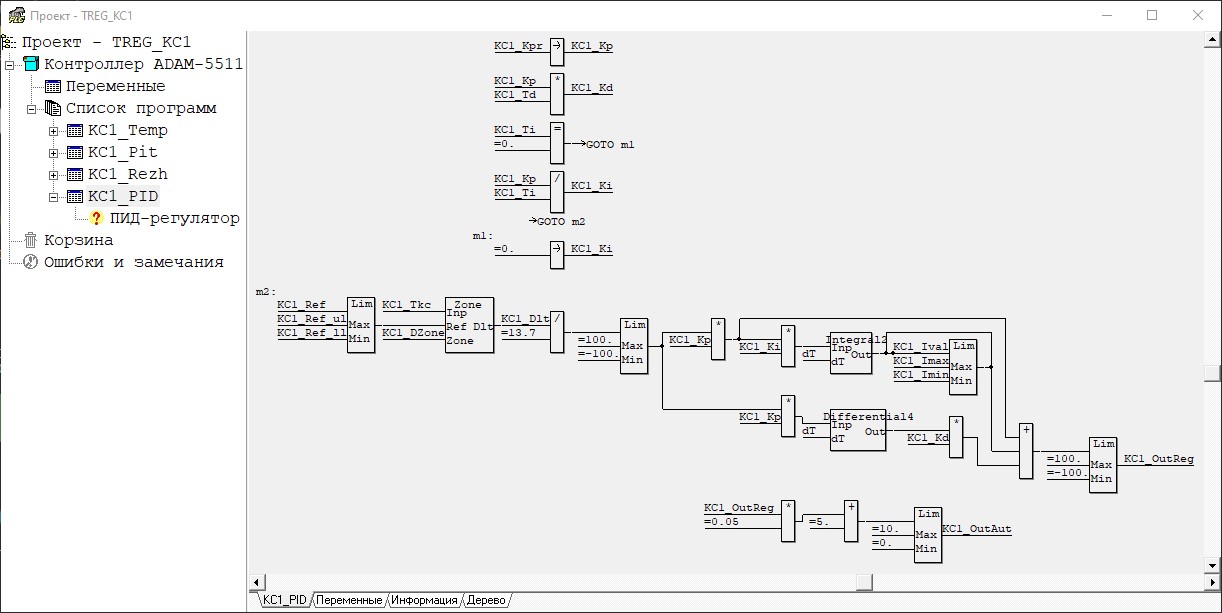 Проект - TREG_KC1
Проект - TREG_KC1
Контроллер ADAM-5511
Переменные
Список программ
KC1_Temp
KC1_Pit
KC1_Rezh
KC1_PID
? ПИД-регулятор
Корзина
Ошибки и замечания
KC1_Kpr → KC1_Kp
KC1_Kp *
KC1_Td KC1_Kd
KC1_Ti =
=0. →GOTO m1
KC1_Kp /
KC1_Ti KC1_Ki
→GOTO m2
m1:
=0. → KC1_Ki
m2:
KC1_Ref Lim
KC1_Ref_ul Max
KC1_Ref_ll Min
KC1_Tkc Zone
Inp
Ref Dlt
KC1_DZone Zone
KC1_Dlt /
=13.7
Lim
=100. Max
=-100. Min
KC1_Kp *
KC1_Ki *
Integral2
Inp
Out
dT dT
KC1_Ival Lim
KC1_Imax Max
KC1_Imin Min
KC1_Kp *
Differential4
Inp
Out
dT dT
KC1_Kd *
+
Lim
=100. Max
=-100. Min
KC1_OutReg
KC1_OutReg *
=0.05
=5. +
Lim
=10. Max
=0. Min
KC1_OutAut
KC1_PID Переменные Информация Дерево